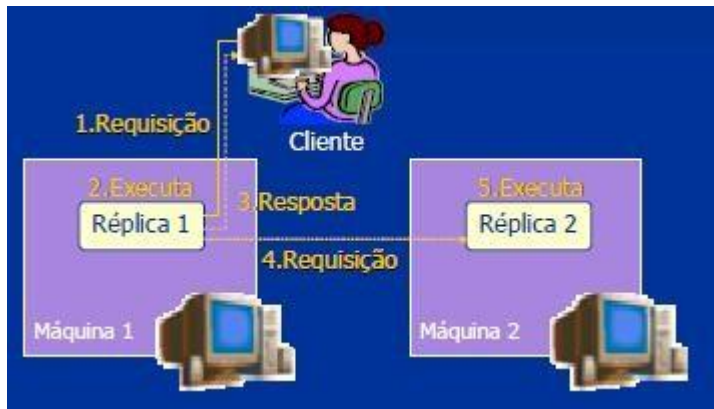 1.Requisição
Cliente
2.Executa
Réplica 1
3.Resposta
4.Requisição
Máquina 1
5.Executa
Réplica 2
Máquina 2